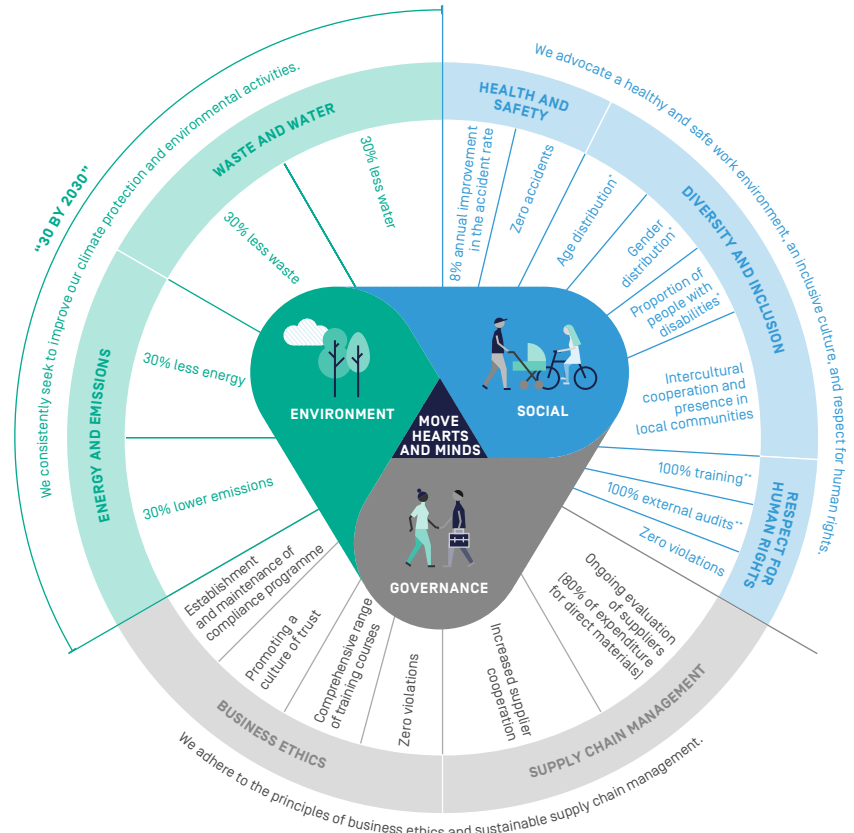 "30 BY 2030"
We consistently seek to improve our climate protection and environmental activities.
WASTE AND WATER
30% less water
30% less waste
ENERGY AND EMISSIONS
30% less energy
30% lower emissions
We advocate a healthy and safe work environment, an inclusive culture, and respect for human rights.
HEALTH AND
SAFETY
8% annual improvement
in the accident rate
Zero accidents
DIVERSITY AND INCLUSION
Age distribution*
Gender
distribution*
Proportion of
people with
disabilities*
Intercultural
cooperation and
presence in
local communities
RESPECT FOR
HUMAN RIGHTS
100% training**
100% external audits**
Zero violations
ENVIRONMENT
SOCIAL
MOVE
HEARTS
AND MINDS
GOVERNANCE
Establishment
and maintenance of
compliance programme
Promoting a
culture of trust
Comprehensive range
of training courses
Zero violations
BUSINESS ETHICS
Increased supplier
cooperation
Ongoing evaluation
of suppliers
(80% of expenditure
for direct materials)
SUPPLY CHAIN MANAGEMENT
We adhere to the principles of business ethics and sustainable supply chain management.